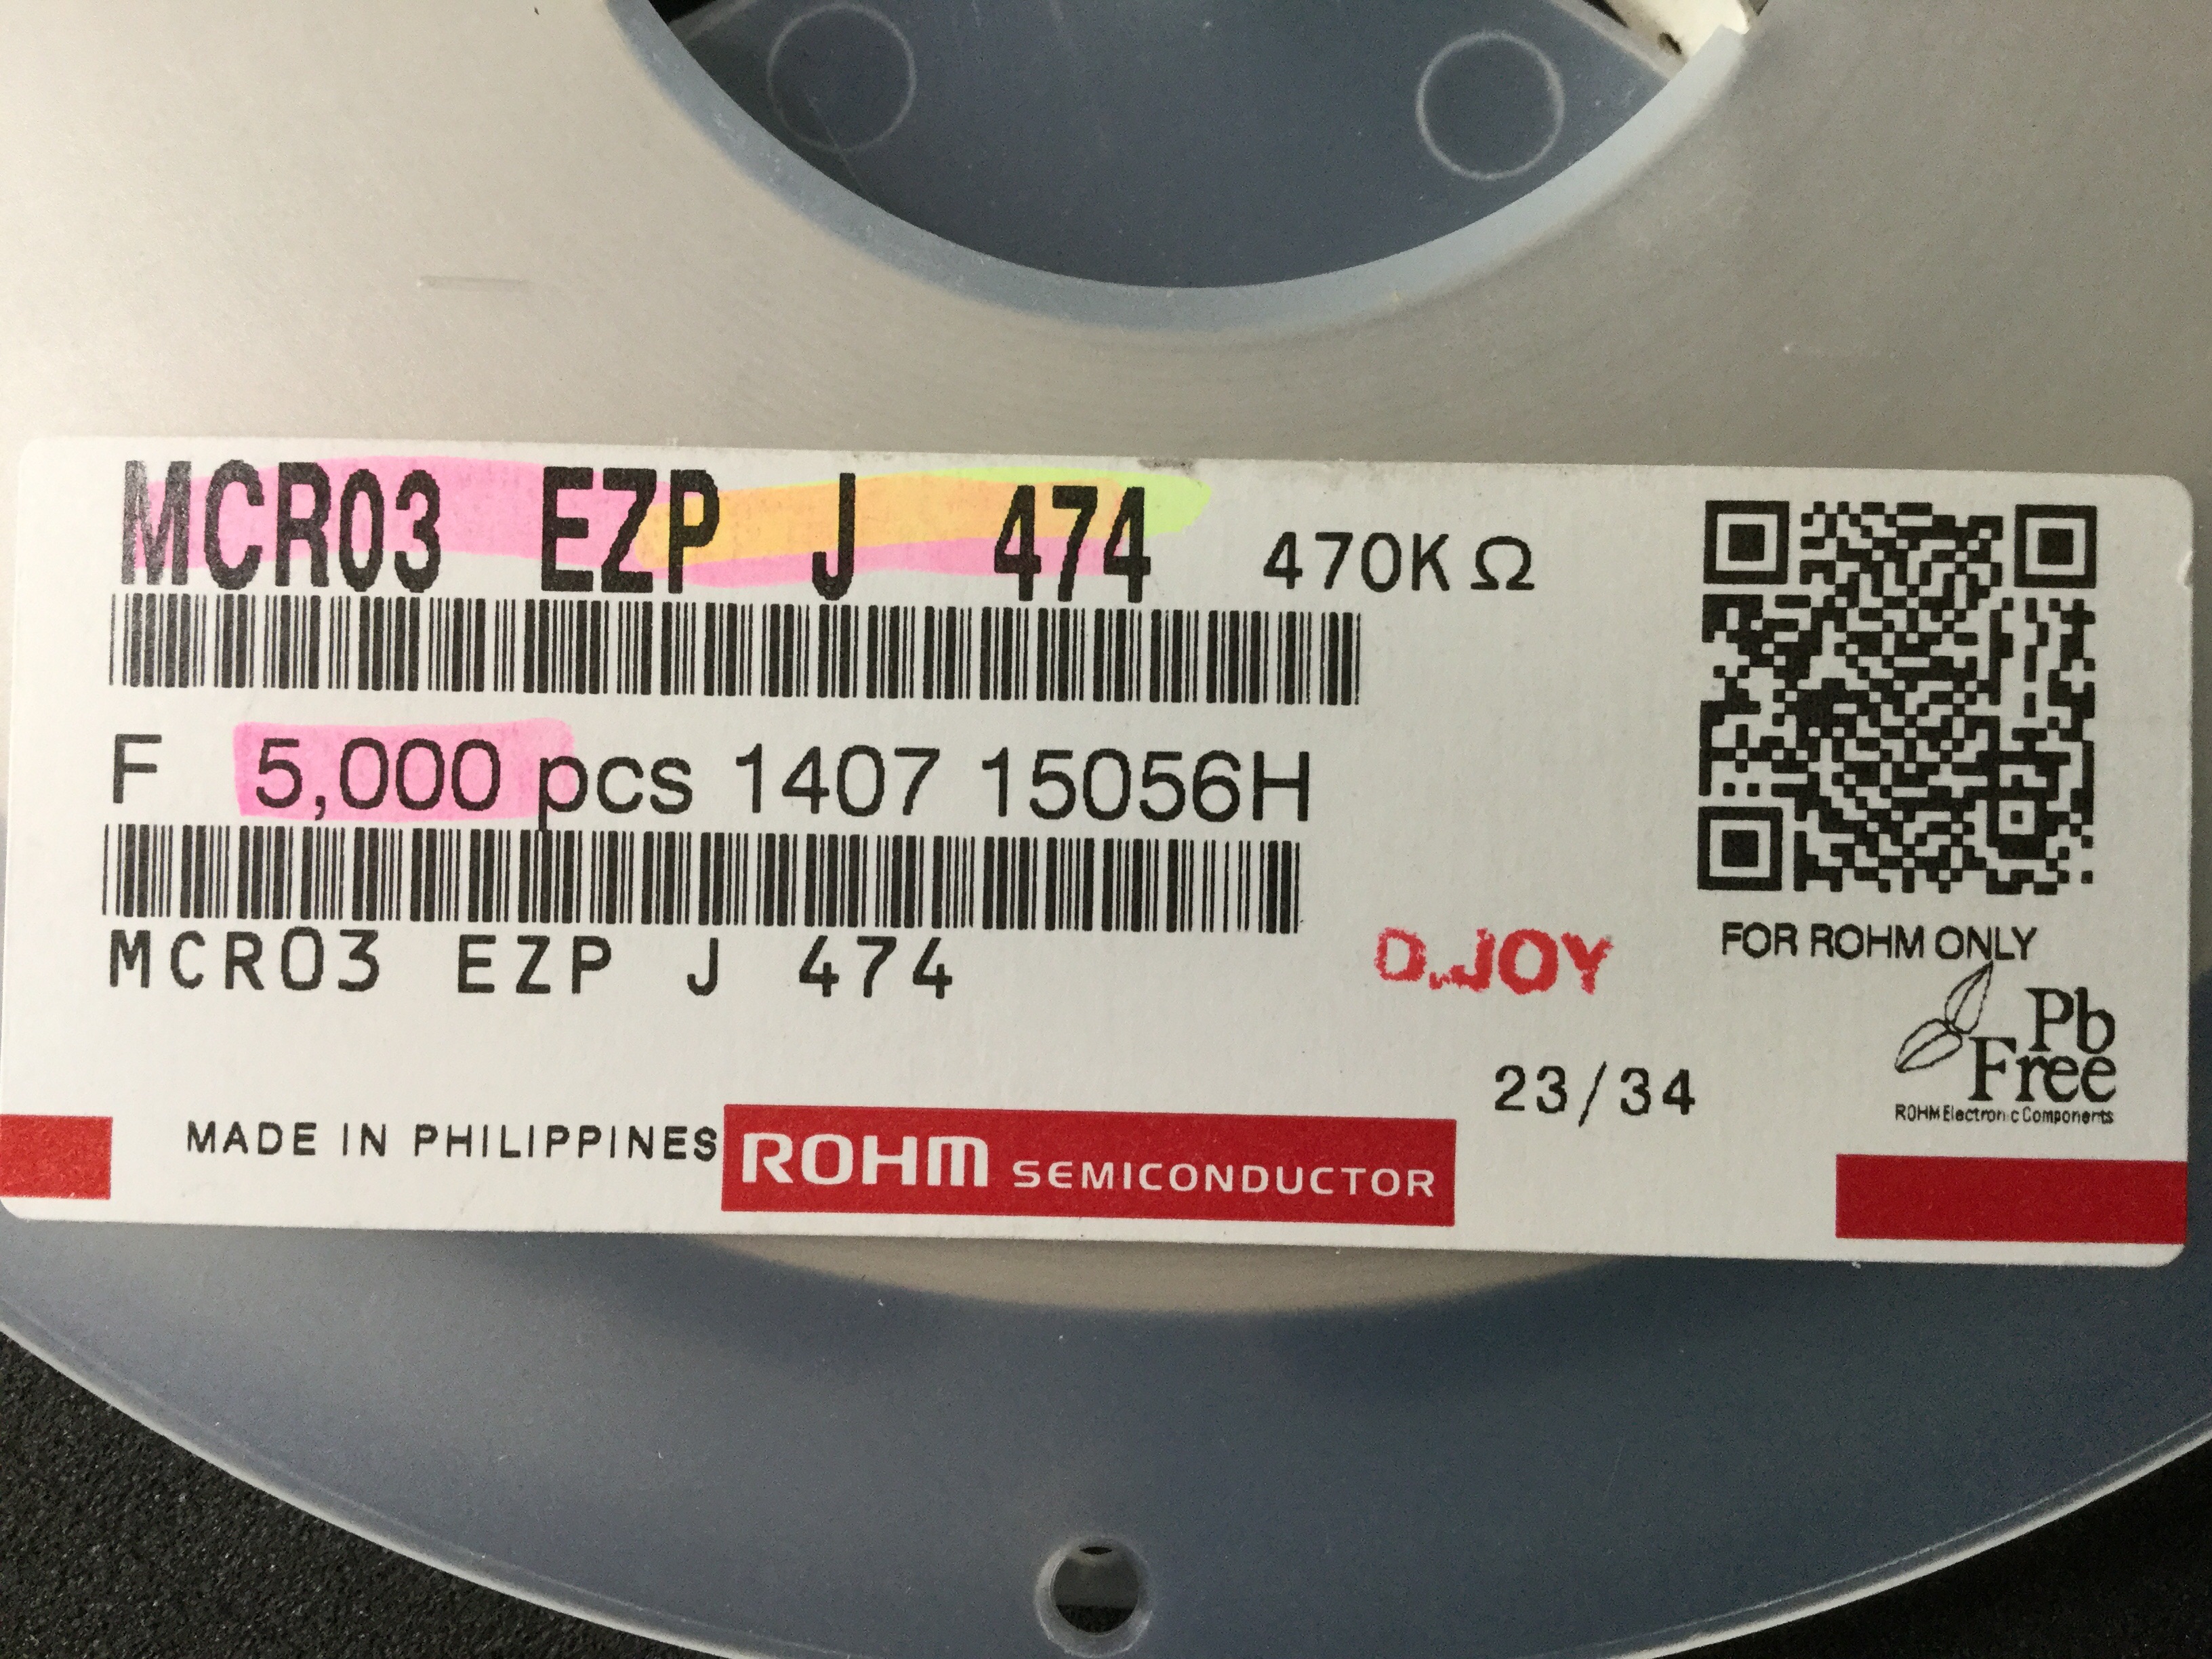 MCR03 EZP J 474 470KΩ
F 5,000 pcs 1407 15056H
MCR03 EZP J 474
O.JOY
FOR ROHM ONLY
Pb
Free
ROHM Electronic Components
23/34
MADE IN PHILIPPINES
ROHM SEMICONDUCTOR